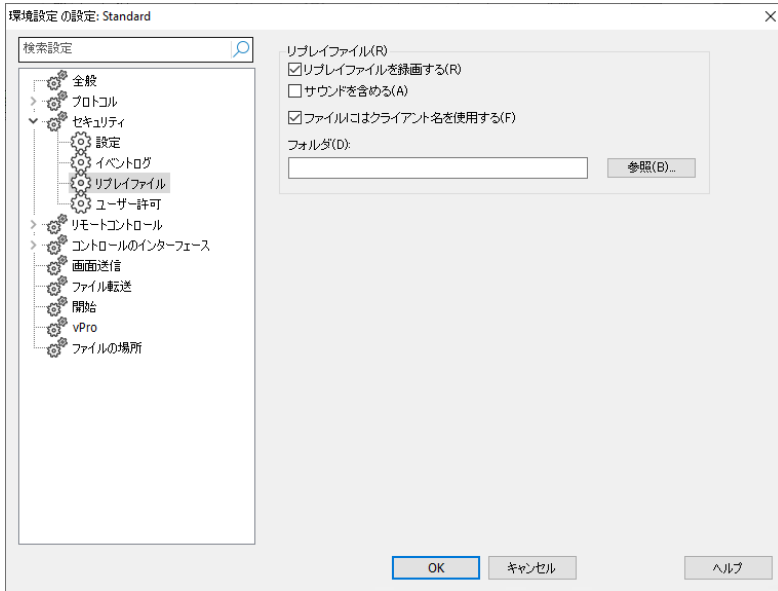 環境設定 の設定: Standard
検索設定
全般
プロトコル
セキュリティ
設定
イベントログ
リプレイファイル
ユーザー許可
リモートコントロール
コントロールのインターフェース
画面送信
ファイル転送
開始
vPro
ファイルの場所
リプレイファイル(R)
リプレイファイルを録画する(R)
サウンドを含める(A)
ファイルにはクライアント名を使用する(F)
フォルダ(D):
参照(B)...
OK
キャンセル
ヘルプ